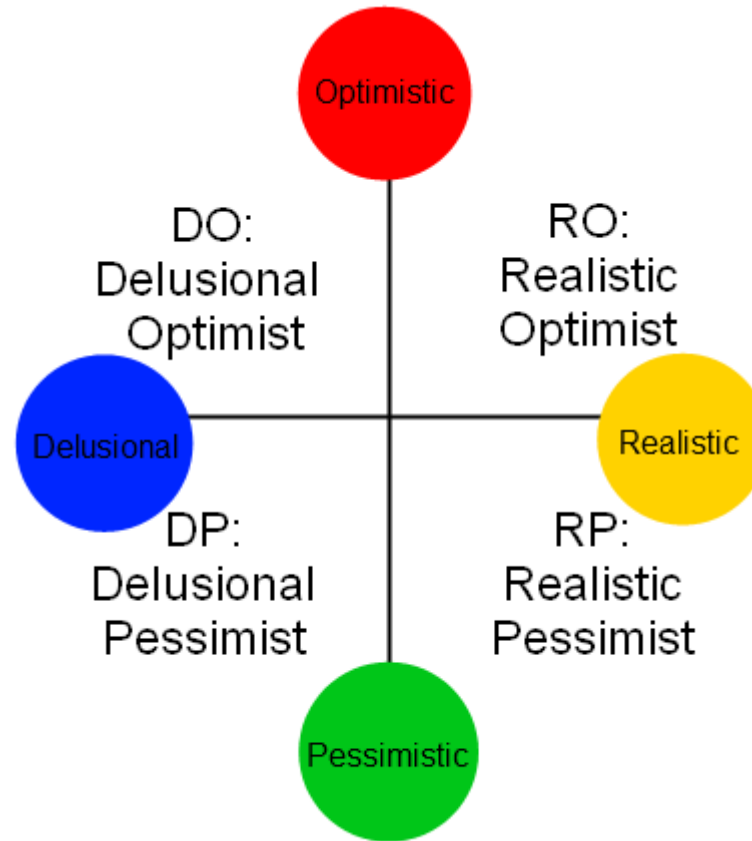 Optimistic
DO:
Delusional
Optimist
RO:
Realistic
Optimist
Delusional
Realistic
DP:
Delusional
Pessimist
RP:
Realistic
Pessimist
Pessimistic